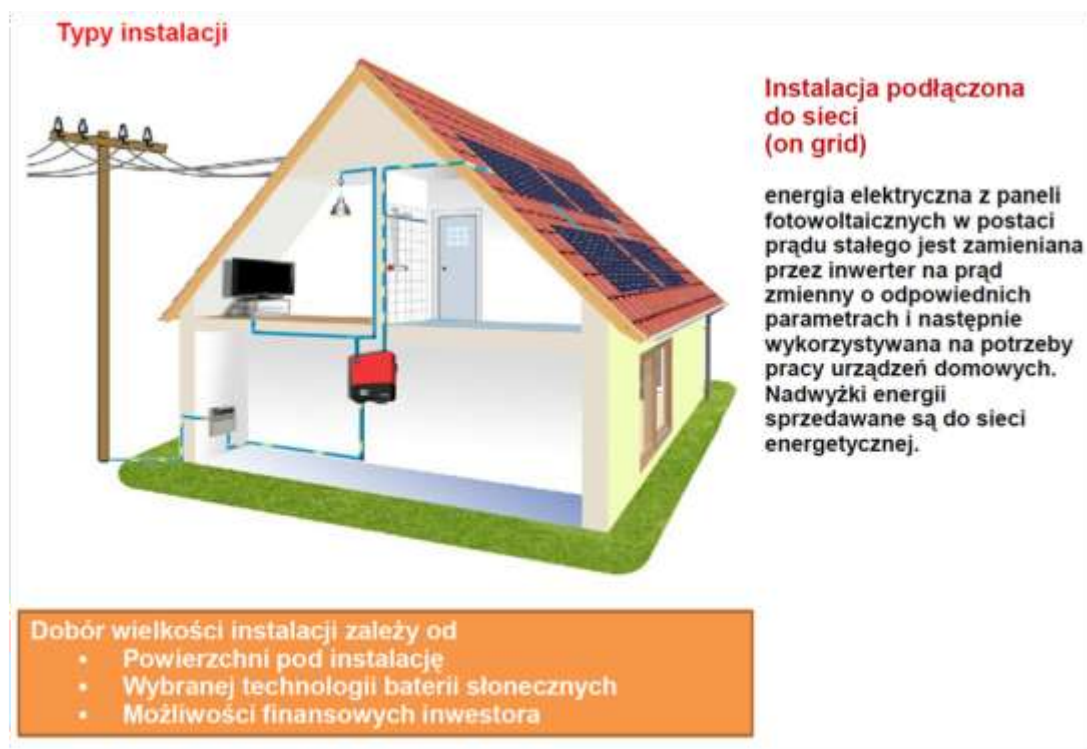 Typy instalacji
Instalacja podłączona
do sieci
(on grid)
energia elektryczna z paneli
fotowoltaicznych w postaci
prądu stałego jest zamieniana
przez inwerter na prąd
zmienny o odpowiednich
parametrach i następnie
wykorzystywana na potrzeby
pracy urządzeń domowych.
Nadwyżki energii
sprzedawane są do sieci
energetycznej.
Dobór wielkości instalacji zależy od
• Powierzchni pod instalację
• Wybranej technologii baterii słonecznych
• Możliwości finansowych inwestora